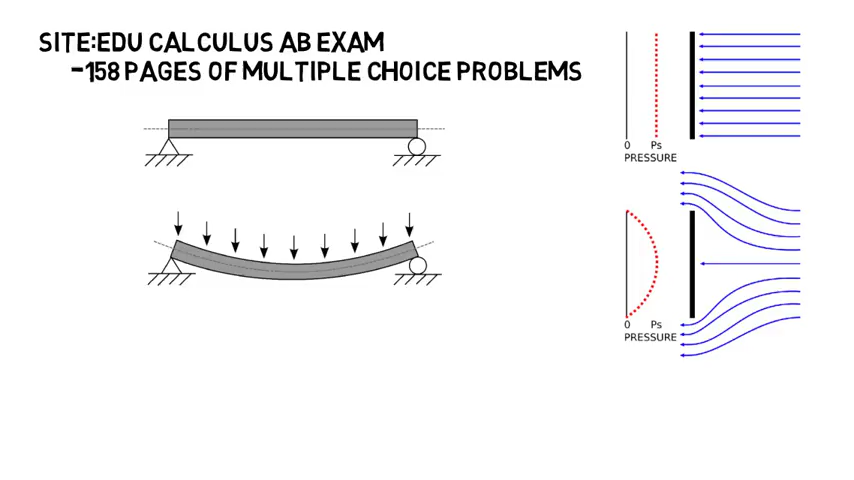 SITE:EDU CALCULUS AB EXAM
-158 PAGES OF MULTIPLE CHOICE PROBLEMS
0 Ps
PRESSURE
0 Ps
PRESSURE